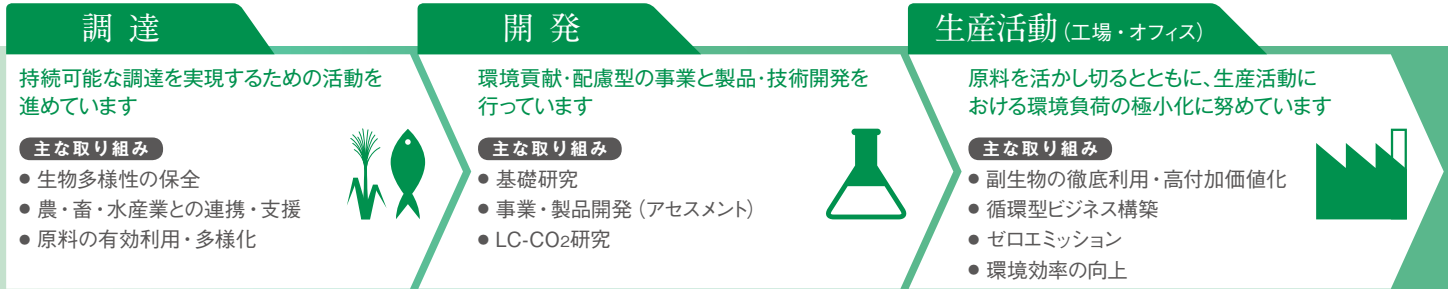 調達
持続可能な調達を実現するための活動を
進めています
主な取り組み
● 生物多様性の保全
● 農・畜・水産業との連携・支援
● 原料の有効利用・多様化
開発
環境貢献・配慮型の事業と製品・技術開発を
行っています
主な取り組み
● 基礎研究
● 事業・製品開発（アセスメント）
● LC-CO2研究
生産活動（工場・オフィス）
原料を活かし切るとともに、生産活動に
おける環境負荷の極小化に努めています
主な取り組み
● 副生物の徹底利用・高付加価値化
● 循環型ビジネス構築
● ゼロエミッション
● 環境効率の向上